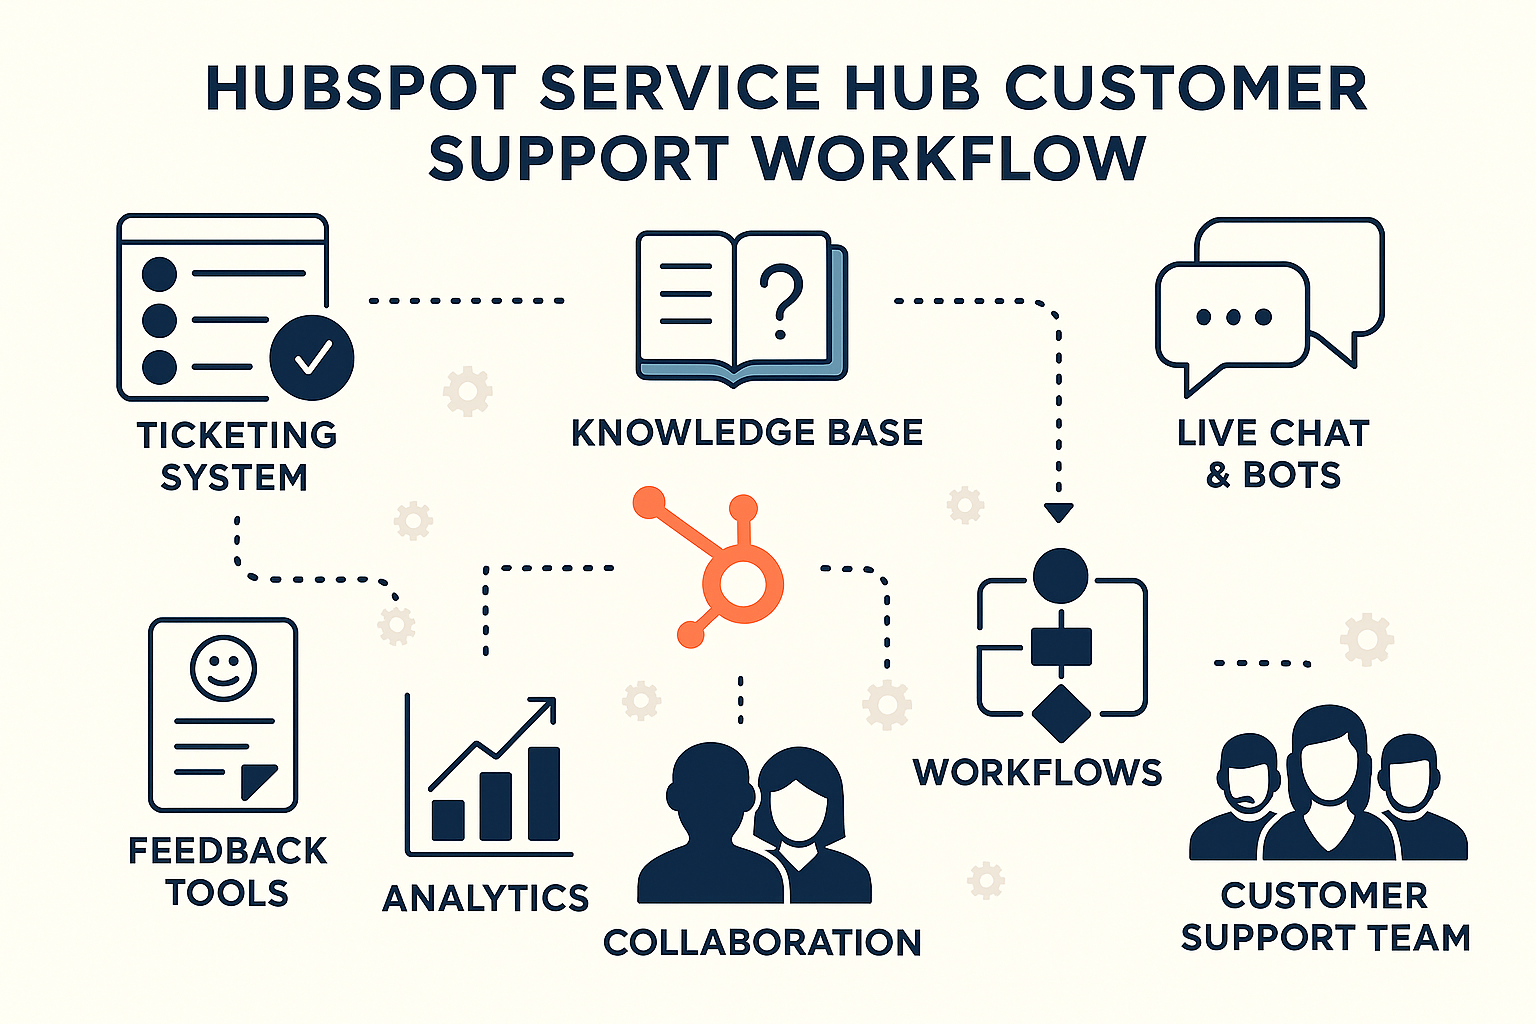 HUBSPOT SERVICE HUB CUSTOMER
SUPPORT WORKFLOW
TICKETING
SYSTEM
KNOWLEDGE BASE
LIVE CHAT
& BOTS
FEEDBACK
TOOLS
ANALYTICS
COLLABORATION
WORKFLOWS
CUSTOMER
SUPPORT TEAM